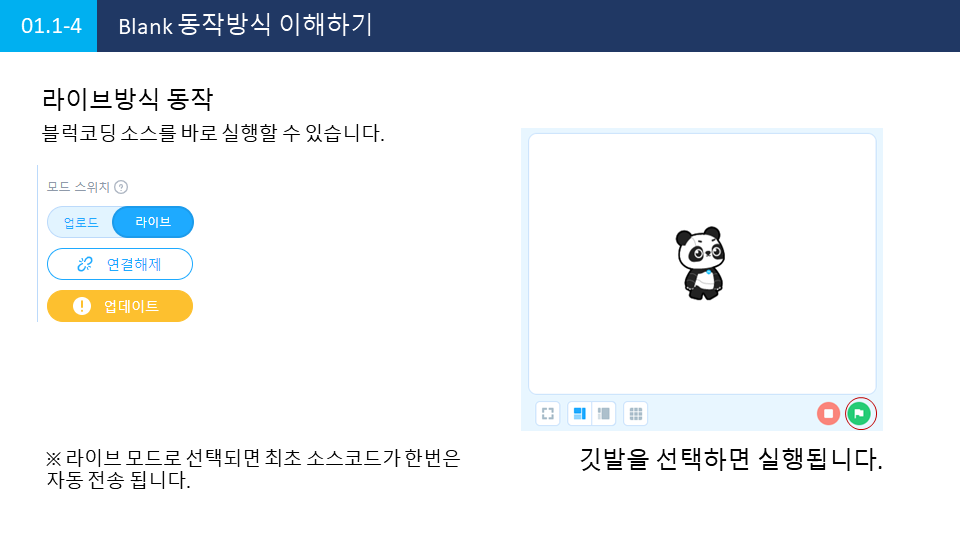 01.1-4
Blank 동작방식 이해하기
라이브방식 동작
블럭코딩 소스를 바로 실행할 수 있습니다.
모드 스위치 ?
업로드 라이브
연결해제
업데이트
※ 라이브 모드로 선택되면 최초 소스코드가 한번은
자동 전송 됩니다.
깃발을 선택하면 실행됩니다.